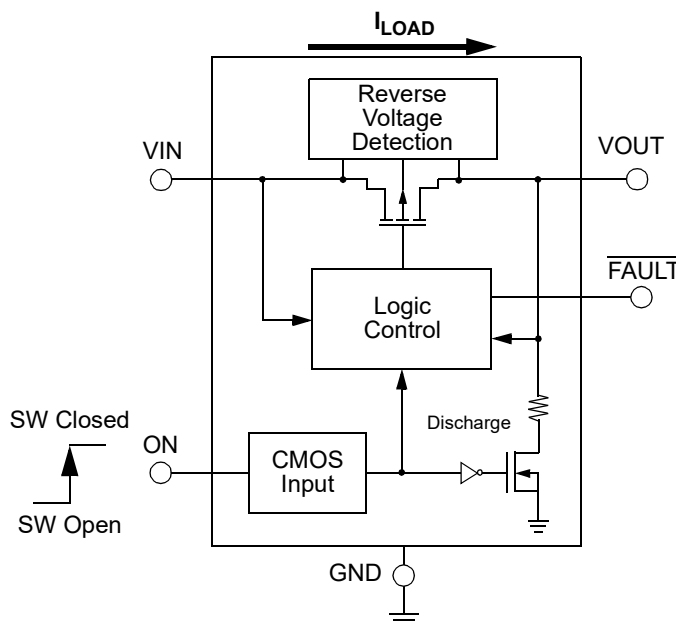 ILOAD
Reverse
Voltage
Detection
VIN
VOUT
FAULT
Logic
Control
SW Closed
ON
Discharge
CMOS
Input
SW Open
GND